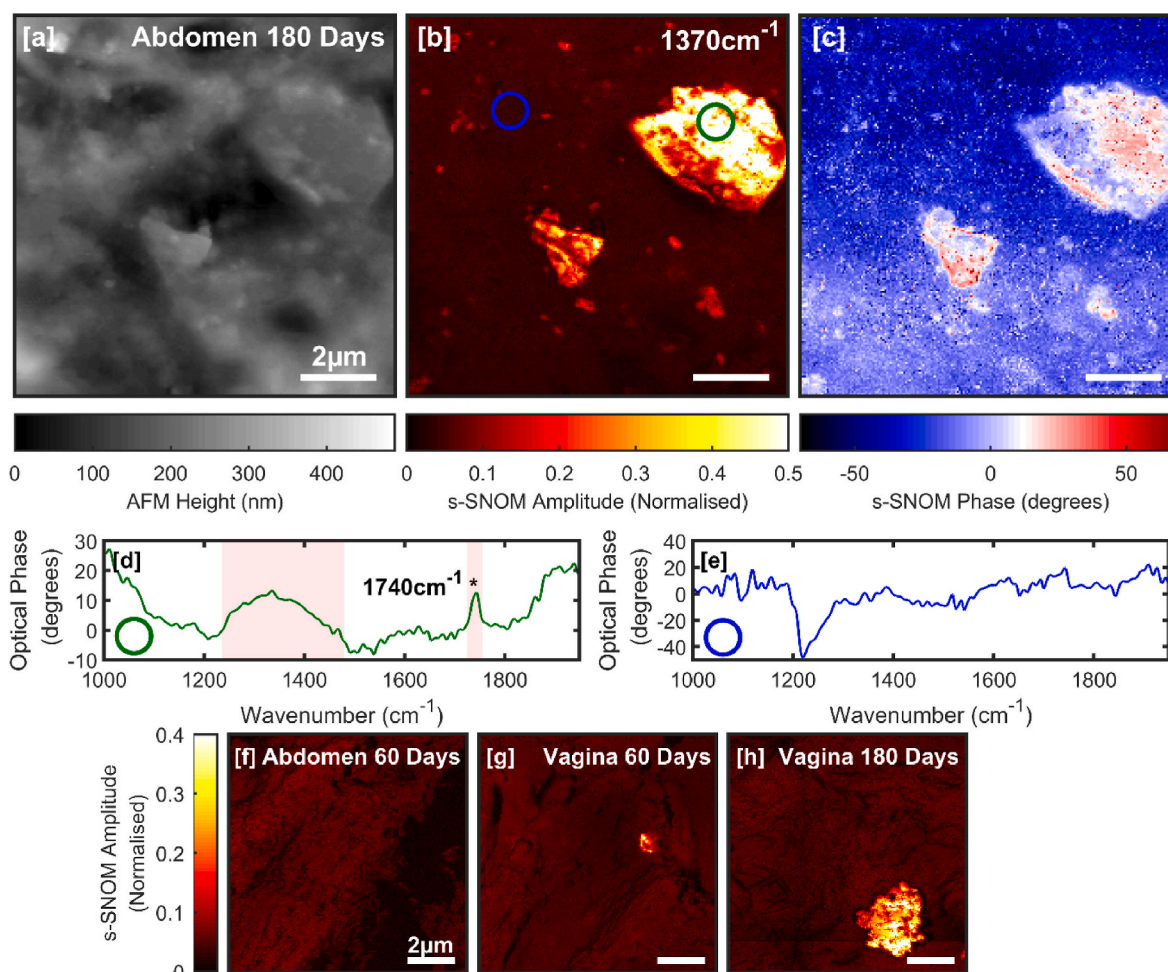 [a] Abdomen 180 Days
2μm
[b] 1370cm-1
[c]
0 100 200 300 400
AFM Height (nm)
0 0.1 0.2 0.3 0.4 0.5
s-SNOM Amplitude (Normalised)
-50 0 50
s-SNOM Phase (degrees)
[d]
1740cm-1 *
30
20
10
0
-10
Optical Phase
(degrees)
1000 1200 1400 1600 1800
Wavenumber (cm-1)
[e]
40
20
0
-20
-40
Optical Phase
(degrees)
1000 1200 1400 1600 1800
Wavenumber (cm-1)
s-SNOM Amplitude
(Normalised)
0.4
0.3
0.2
0.1
0
[f] Abdomen 60 Days
2μm
[g] Vagina 60 Days
[h] Vagina 180 Days